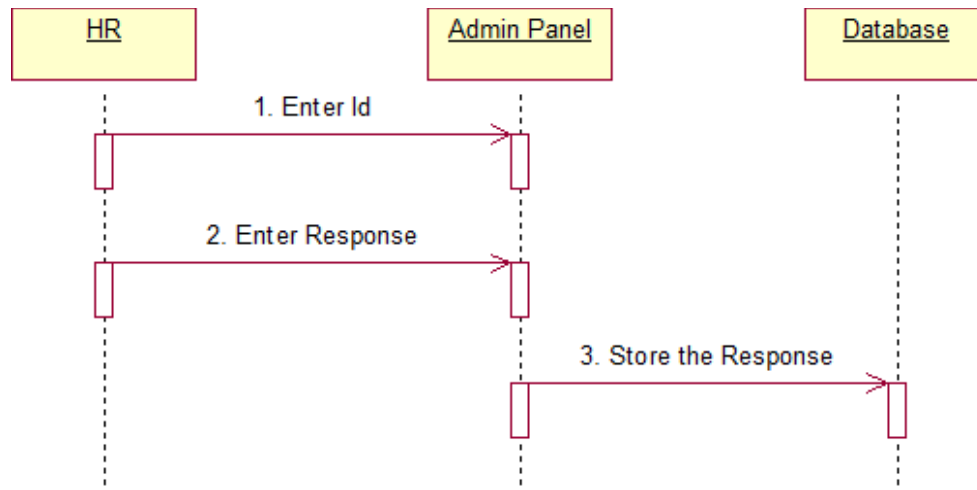 HR
Admin Panel
Database
1. Enter Id
2. Enter Response
3. Store the Response